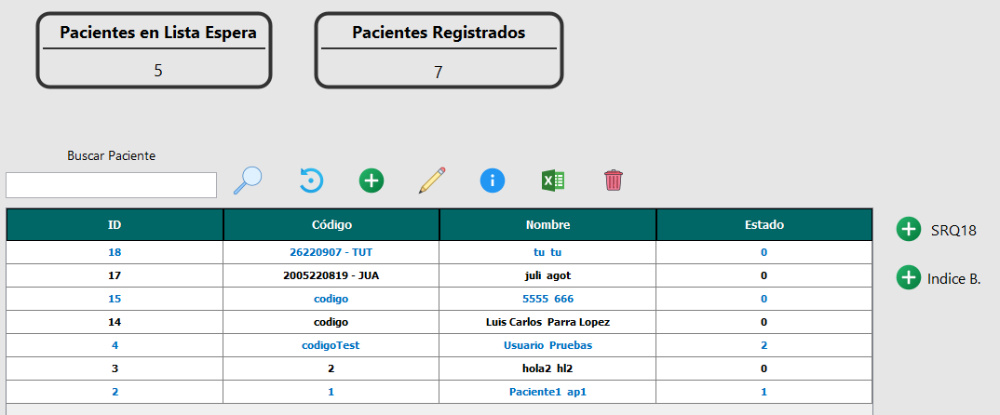 Pacientes en Lista Espera
5
Pacientes Registrados
7
Buscar Paciente
ID Código Nombre Estado
18 26220907 - TUT tu tu 0
17 2005220819 - JUA juli agot 0
15 codigo 5555 666 0
14 codigo Luis Carlos Parra Lopez 0
4 codigoTest Usuario Pruebas 2
3 2 hola2 hl2 0
2 1 Paciente1 ap1 1
SRQ18
Indice B.